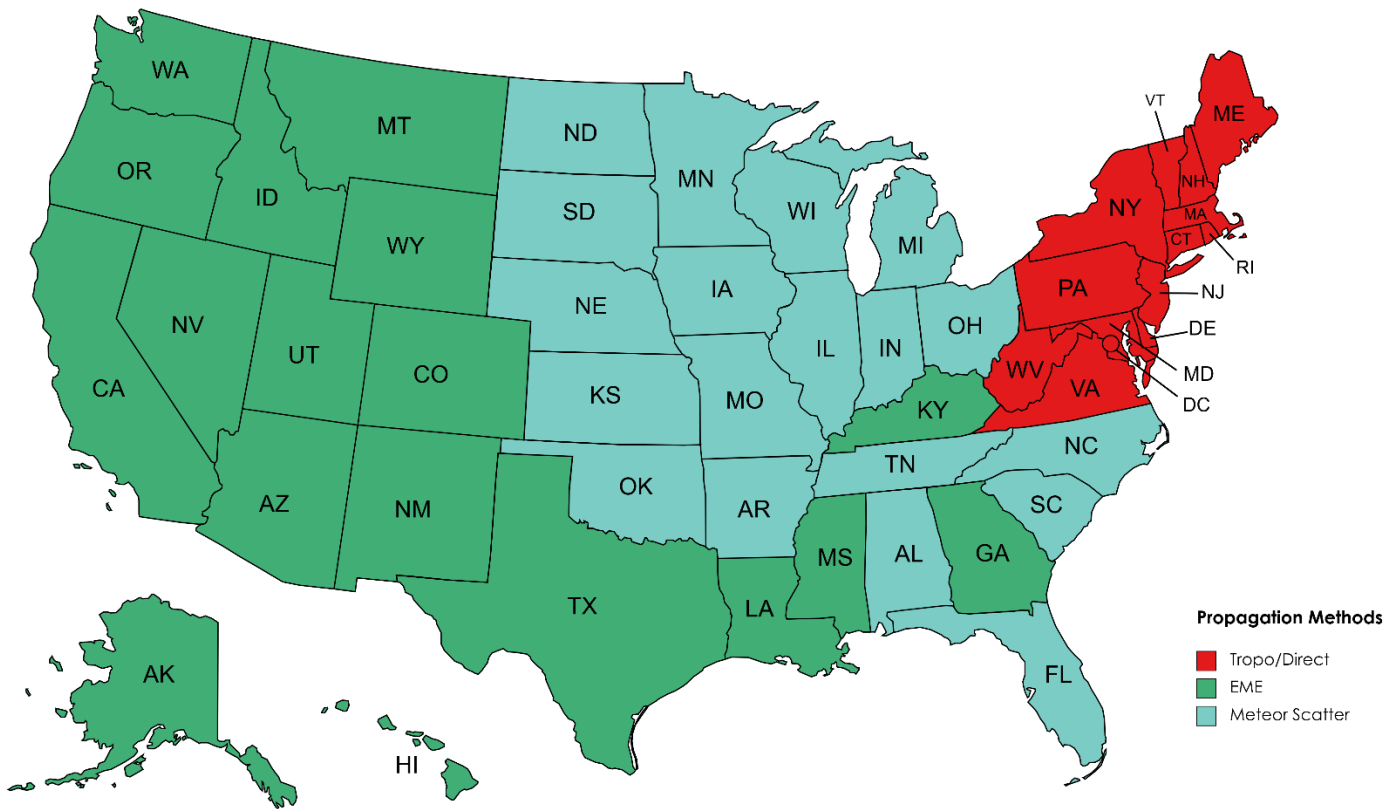 WA
MT
ND
MN
VT
ME
OR
ID
SD
WI
MI
NY
NH
MA
CT
RI
WY
NE
IA
PA
NJ
NV
UT
CO
IL
IN
OH
DE
MD
DC
CA
KS
MO
WV
VA
KY
AZ
NM
OK
AR
TN
NC
SC
TX
LA
MS
AL
GA
FL
AK
HI
Propagation Methods
Tropo/Direct
EME
Meteor Scatter